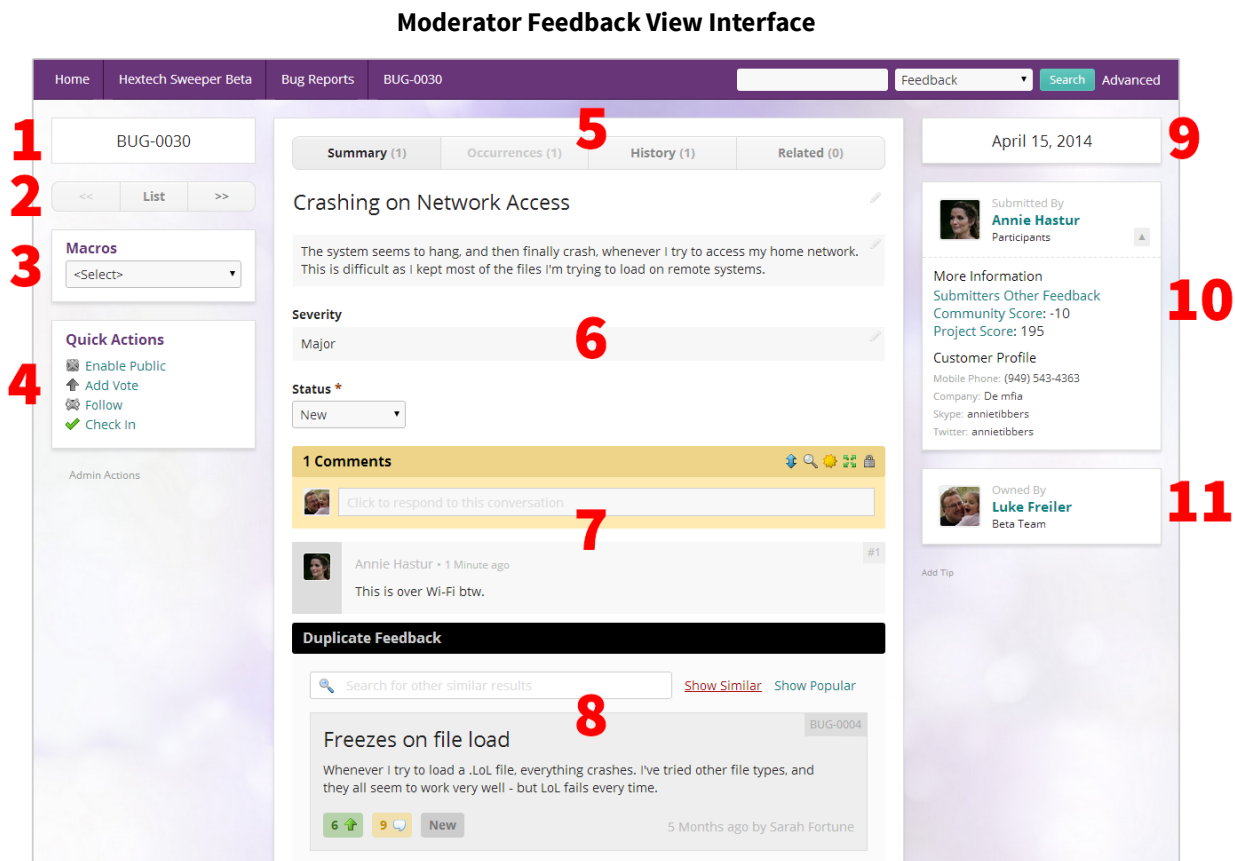 Moderator Feedback View Interface
Home Hextech Sweeper Beta Bug Reports BUG-0030 Feedback Search Advanced
1
BUG-0030
2
<< List >>
3
Macros
<Select>
4
Quick Actions
Enable Public
Add Vote
Follow
Check In
Admin Actions
5
Summary (1) Occurrences (1) History (1) Related (0)
Crashing on Network Access
The system seems to hang, and then finally crash, whenever I try to access my home network.
This is difficult as I kept most of the files I'm trying to load on remote systems.
6
Severity
Major
Status *
New
7
1 Comments
Click to respond to this conversation
#1
Annie Hastur • 1 Minute ago
This is over Wi-Fi btw.
Duplicate Feedback
8
Search for other similar results Show Similar Show Popular
BUG-0004
Freezes on file load
Whenever I try to load a .LoL file, everything crashes. I've tried other file types, and
they all seem to work very well - but LoL fails every time.
6 9 New 5 Months ago by Sarah Fortune
9
April 15, 2014
10
Submitted By
Annie Hastur
Participants
More Information
Submitters Other Feedback
Community Score: -10
Project Score: 195
Customer Profile
Mobile Phone: (949) 543-4363
Company: De mfia
Skype: annietibbers
Twitter: annietibbers
11
Owned By
Luke Freiler
Beta Team
Add Tip